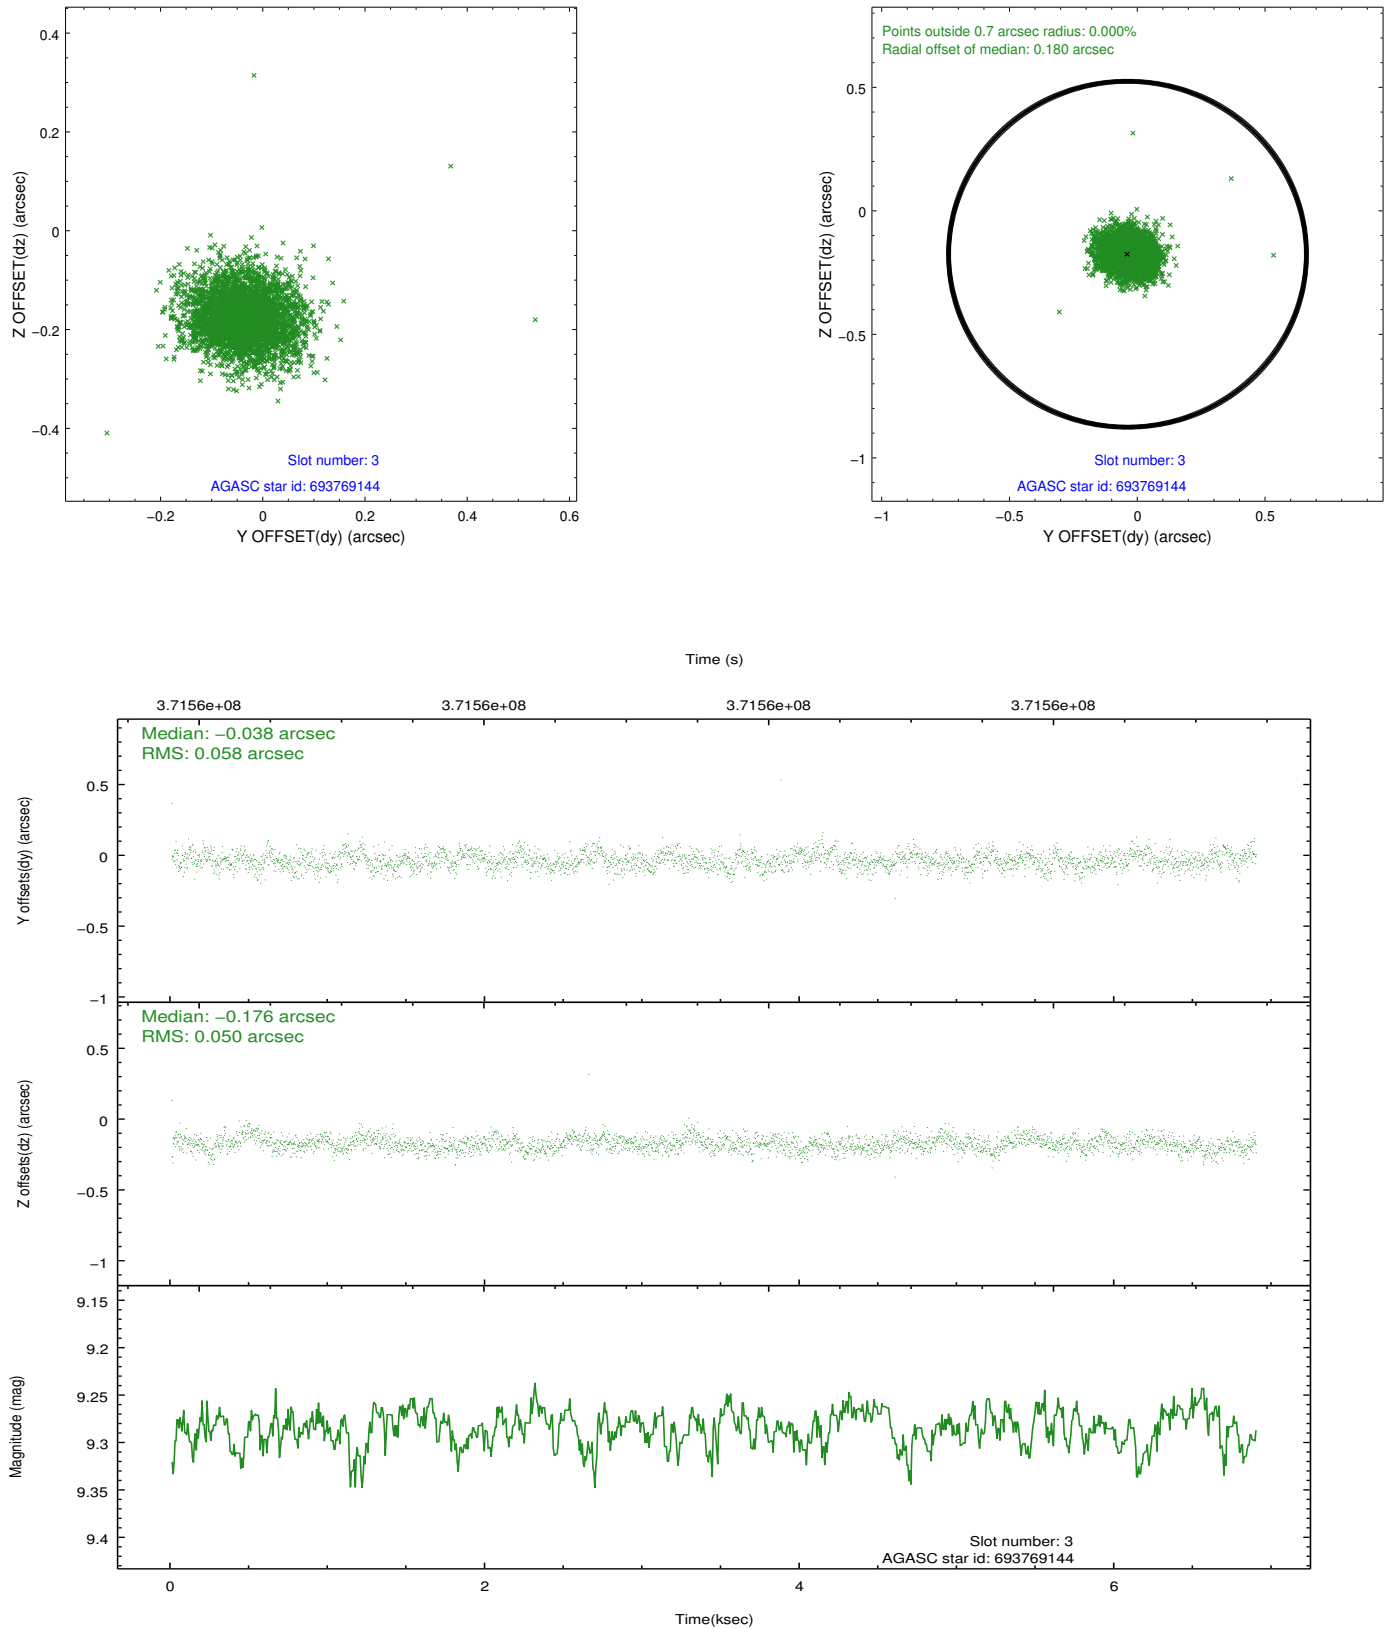 0.4
0.2
0
−0.2
−0.4
Z OFFSET(dz) (arcsec)
Slot number: 3
AGASC star id: 693769144
−0.2 0 0.2 0.4 0.6
Y OFFSET(dy) (arcsec)
Points outside 0.7 arcsec radius: 0.000%
Radial offset of median: 0.180 arcsec
0.5
0
−0.5
−1
Z OFFSET(dz) (arcsec)
Slot number: 3
AGASC star id: 693769144
−1 −0.5 0 0.5
Y OFFSET(dy) (arcsec)
Time (s)
3.7156e+08 3.7156e+08 3.7156e+08 3.7156e+08
Median: −0.038 arcsec
RMS: 0.058 arcsec
0.5
0
−0.5
−1
Y offsets(dy) (arcsec)
Median: −0.176 arcsec
RMS: 0.050 arcsec
0.5
0
−0.5
−1
Z offsets(dz) (arcsec)
9.15
9.2
9.25
9.3
9.35
9.4
Magnitude (mag)
Slot number: 3
AGASC star id: 693769144
0 2 4 6
Time(ksec)